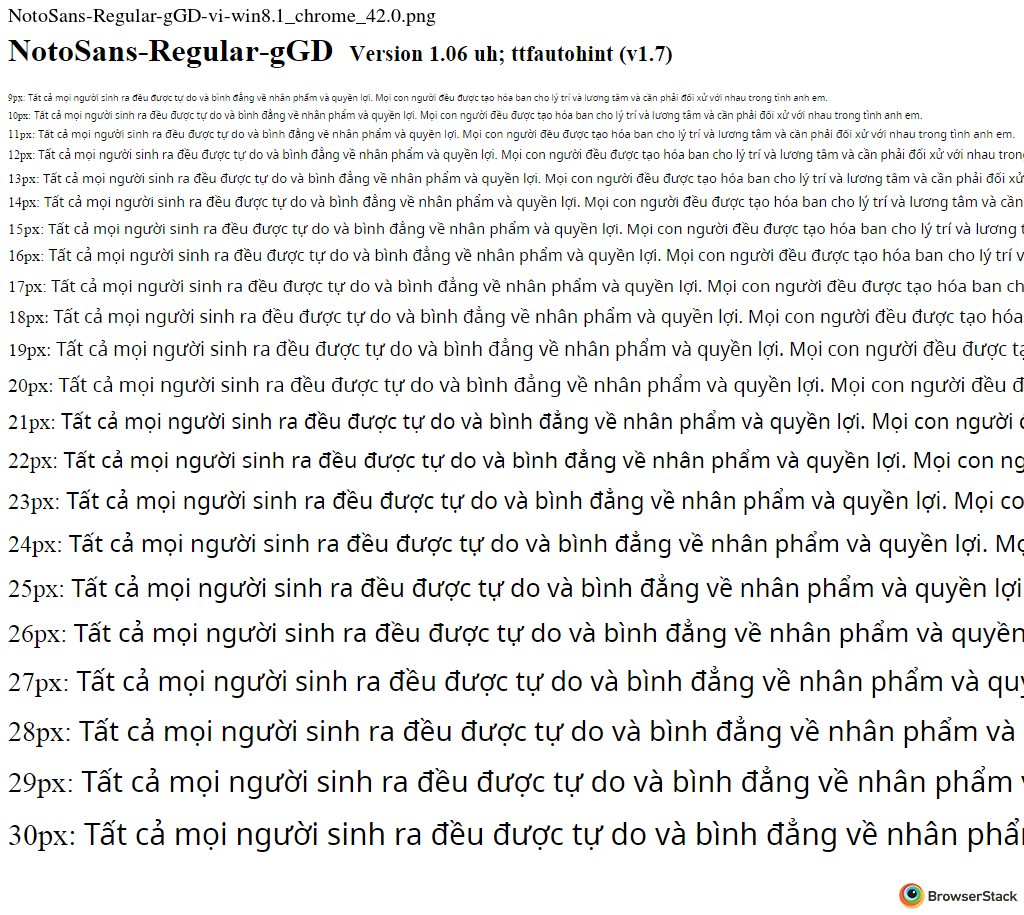 NotoSans-Regular-gGD-vi-win8.1_chrome_42.0.png
NotoSans-Regular-gGD Version 1.06 uh; ttfautohint (v1.7)
9px: Tất cả mọi người sinh ra đều được tự do và bình đẳng về nhân phẩm và quyền lợi. Mọi con người đều được tạo hóa ban cho lý trí và lương tâm và cần phải đối xử với nhau trong tình anh em.
10px: Tất cả mọi người sinh ra đều được tự do và bình đẳng về nhân phẩm và quyền lợi. Mọi con người đều được tạo hóa ban cho lý trí và lương tâm và cần phải đối xử với nhau trong tình anh em.
11px: Tất cả mọi người sinh ra đều được tự do và bình đẳng về nhân phẩm và quyền lợi. Mọi con người đều được tạo hóa ban cho lý trí và lương tâm và cần phải đối xử với nhau trong tình anh em.
12px: Tất cả mọi người sinh ra đều được tự do và bình đẳng về nhân phẩm và quyền lợi. Mọi con người đều được tạo hóa ban cho lý trí và lương tâm và cần phải đối xử với nhau tron
13px: Tất cả mọi người sinh ra đều được tự do và bình đẳng về nhân phẩm và quyền lợi. Mọi con người đều được tạo hóa ban cho lý trí và lương tâm và cần phải đối xử
14px: Tất cả mọi người sinh ra đều được tự do và bình đẳng về nhân phẩm và quyền lợi. Mọi con người đều được tạo hóa ban cho lý trí và lương tâm và cần
15px: Tất cả mọi người sinh ra đều được tự do và bình đẳng về nhân phẩm và quyền lợi. Mọi con người đều được tạo hóa ban cho lý trí và lương t
16px: Tất cả mọi người sinh ra đều được tự do và bình đẳng về nhân phẩm và quyền lợi. Mọi con người đều được tạo hóa ban cho lý trí v
17px: Tất cả mọi người sinh ra đều được tự do và bình đẳng về nhân phẩm và quyền lợi. Mọi con người đều được tạo hóa ban ch
18px: Tất cả mọi người sinh ra đều được tự do và bình đẳng về nhân phẩm và quyền lợi. Mọi con người đều được tạo hóa
19px: Tất cả mọi người sinh ra đều được tự do và bình đẳng về nhân phẩm và quyền lợi. Mọi con người đều được tạ
20px: Tất cả mọi người sinh ra đều được tự do và bình đẳng về nhân phẩm và quyền lợi. Mọi con người đều đ
21px: Tất cả mọi người sinh ra đều được tự do và bình đẳng về nhân phẩm và quyền lợi. Mọi con người
22px: Tất cả mọi người sinh ra đều được tự do và bình đẳng về nhân phẩm và quyền lợi. Mọi con ng
23px: Tất cả mọi người sinh ra đều được tự do và bình đẳng về nhân phẩm và quyền lợi. Mọi co
24px: Tất cả mọi người sinh ra đều được tự do và bình đẳng về nhân phẩm và quyền lợi. Mọ
25px: Tất cả mọi người sinh ra đều được tự do và bình đẳng về nhân phẩm và quyền lợi
26px: Tất cả mọi người sinh ra đều được tự do và bình đẳng về nhân phẩm và quyền
27px: Tất cả mọi người sinh ra đều được tự do và bình đẳng về nhân phẩm và quy
28px: Tất cả mọi người sinh ra đều được tự do và bình đẳng về nhân phẩm và
29px: Tất cả mọi người sinh ra đều được tự do và bình đẳng về nhân phẩm
30px: Tất cả mọi người sinh ra đều được tự do và bình đẳng về nhân phẩ
BrowserStack